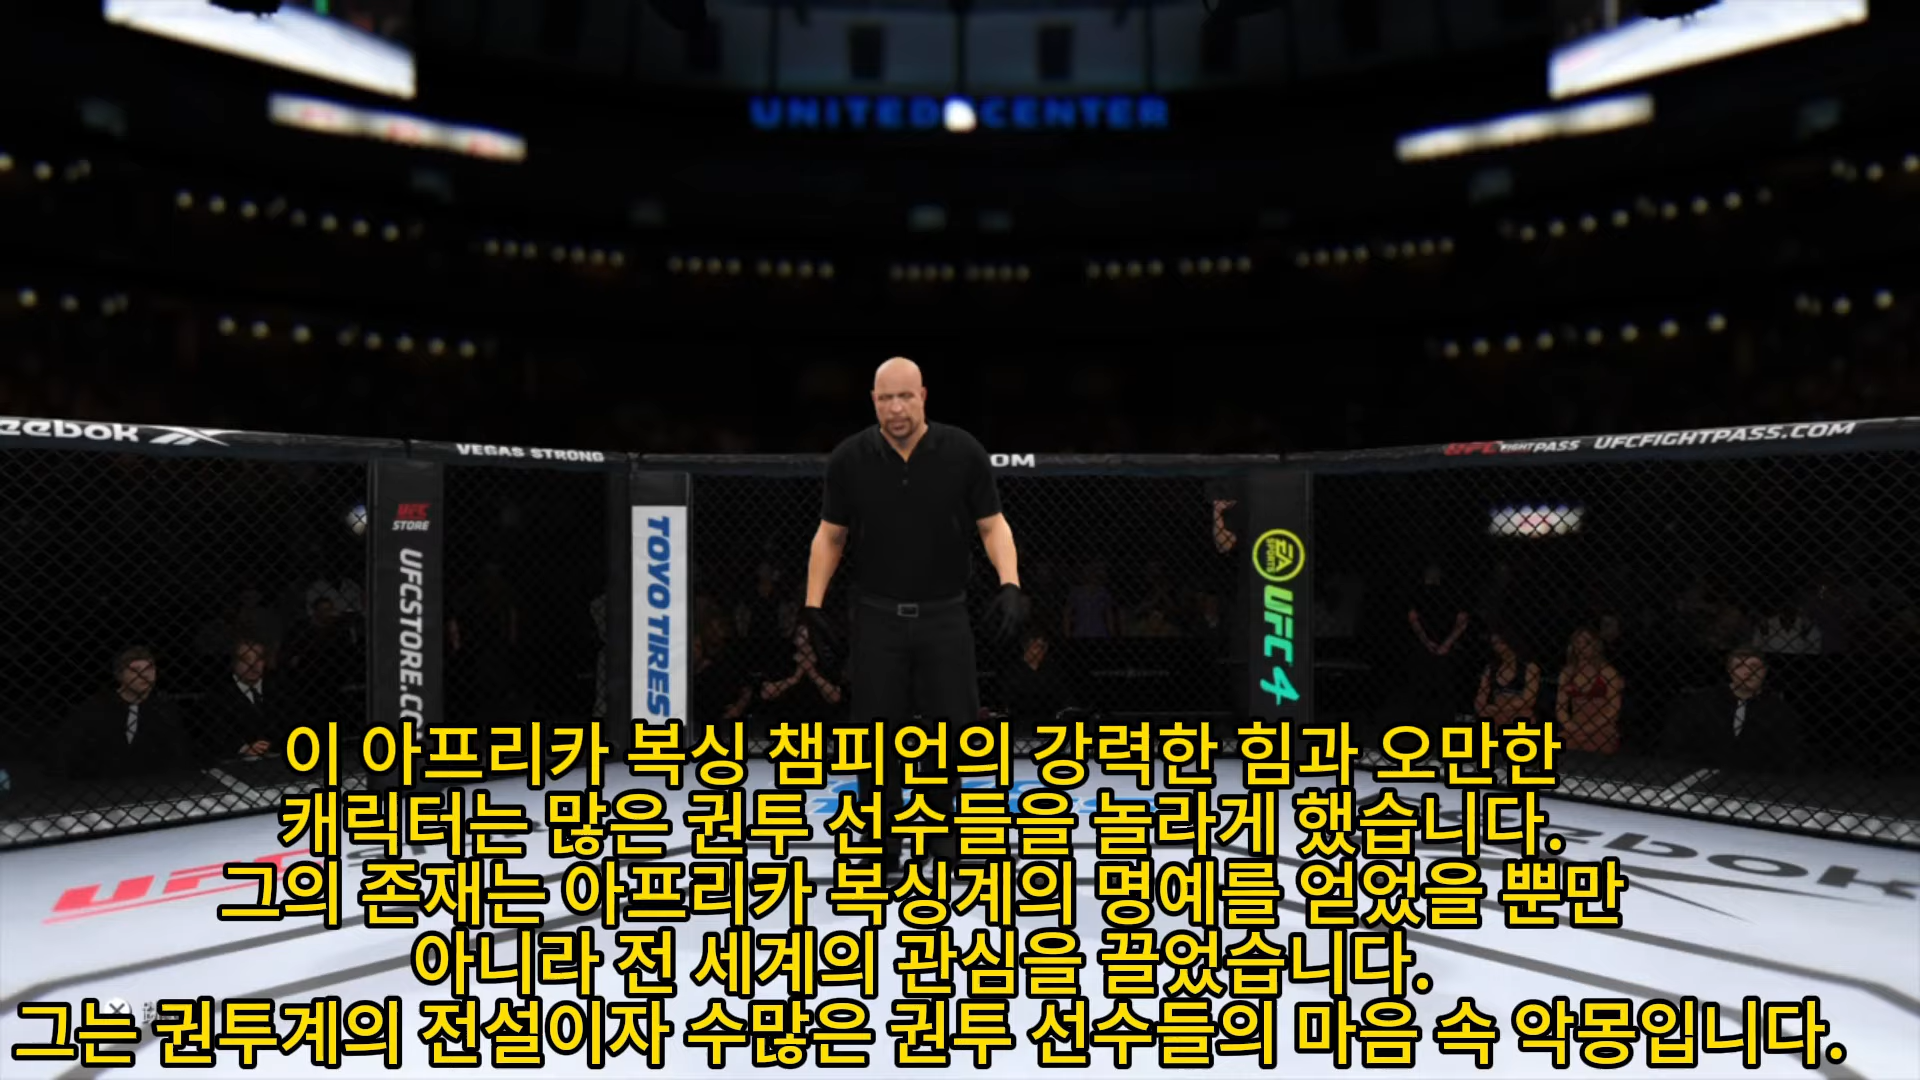 UNITED CENTER
eebok
VEGAS STRONG
OM
UFC FIGHT PASS UFCFIGHTPASS.COM
UFC STORE
UFCSTORE.CO
TOYO TIRES
EA SPORTS
UFC 4
UFC
ebok
이 아프리카 복싱 챔피언의 강력한 힘과 오만한
캐릭터는 많은 권투 선수들을 놀라게 했습니다.
그의 존재는 아프리카 복싱계의 명예를 얻었을 뿐만
아니라 전 세계의 관심을 끌었습니다.
그는 권투계의 전설이자 수많은 권투 선수들의 마음 속 악몽입니다.